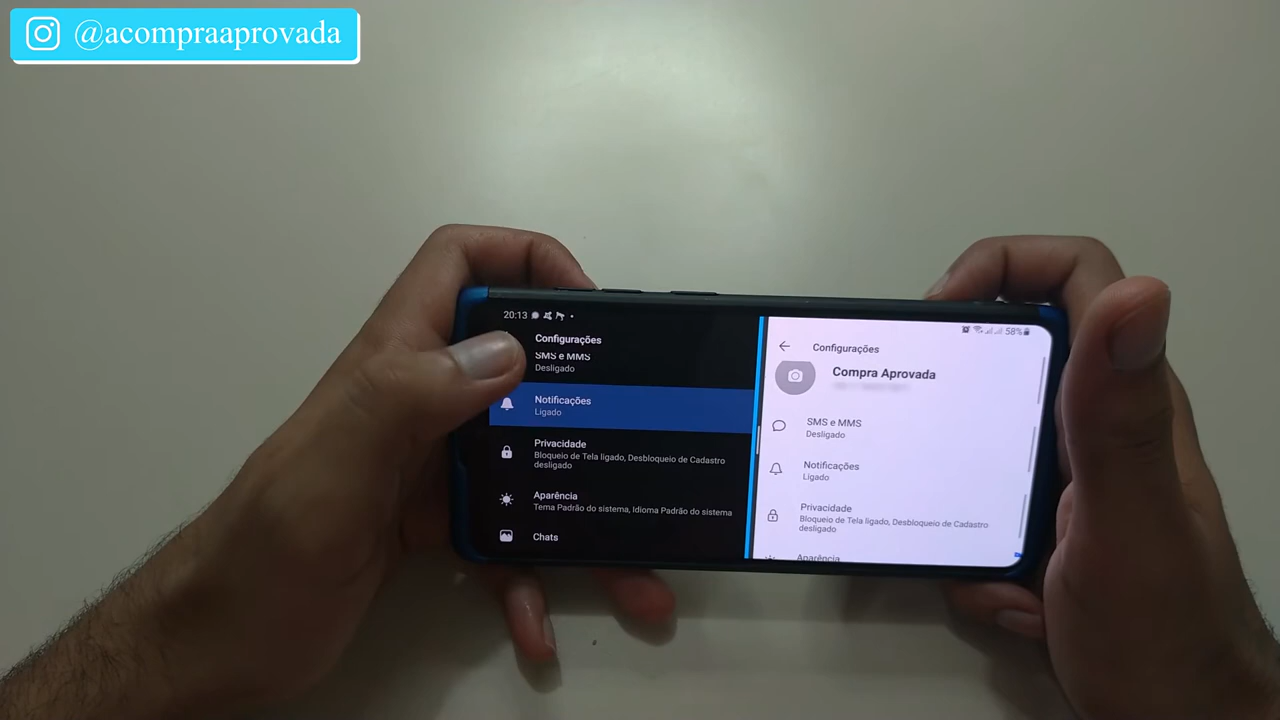 @acompraaprovada
20:13
Configurações
SMS e MMS
Desligado
Notificações
Ligado
Privacidade
Bloqueio de Tela ligado, Desbloqueio de Cadastro
desligado
Aparência
Tema Padrão do sistema, Idioma Padrão do sistema
Chats
58%
Configurações
Compra Aprovada
SMS e MMS
Desligado
Notificações
Ligado
Privacidade
Bloqueio de Tela ligado, Desbloqueio de Cadastro
desligado
Aparência